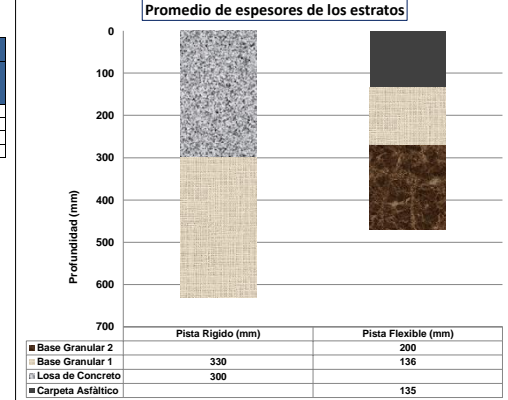 Promedio de espesores de los estratos
0
100
200
300
400
500
600
700
Profundidad (mm)
Pista Rigido (mm) Pista Flexible (mm)
Base Granular 2 200
Base Granular 1 330 136
Losa de Concreto 300
Carpeta Asfàltico 135